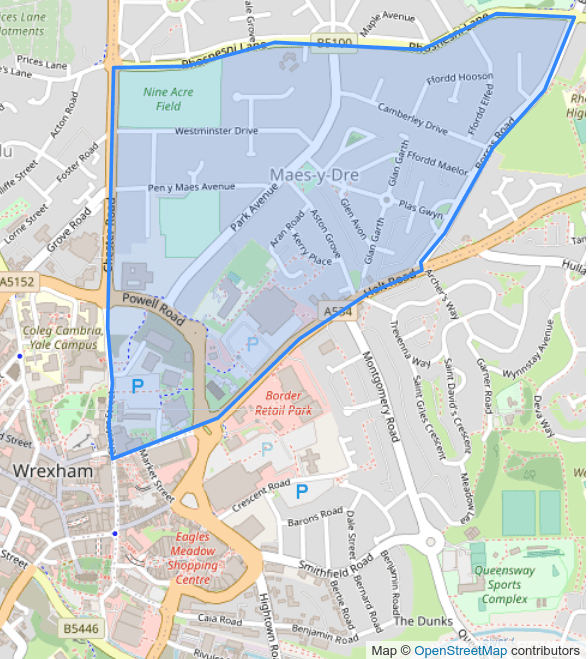 Prices Lane
Allotments
Prices Lane
Maple Avenue
Rhosnesni Lane
B5100
Rhosnesni Lane
Ffordd Hooson
Nine Acre
Field
Acton Road
Camberley Drive
Ffordd Elfed
Westminster Drive
Borras Road
Foster Road
Glan Garth
Ffordd Maelor
Maes-y-Dre
Pen y Maes Avenue
Lorne Street
Grove Road
Chester Road
Park Avenue
Aran Road
Aston Grove
Kerry Place
Glen Avon
Glan Garth
Plas Gwyn
A5152
Powell Road
Holt Road
A534
Archer's Way
Coleg Cambria,
Yale Campus
P
P
Trevenna Way
Montgomery Road
Saint Giles Crescent
Saint David's Crescent
Garner Road
Wynnstay Avenue
Deva Way
Border
Retail Park
Wrexham
Market Street
P
P
Crescent Road
Meadow Lea
Barons Road
Dale Street
Eagles
Meadow
Shopping
Centre
Smithfield Road
Bertie Road
Bernard Road
Benjamin Road
Queensway
Sports
Complex
Hightown Road
Caia Road
Benjamin Road
The Dunks
B5446
Map © OpenStreetMap contributors